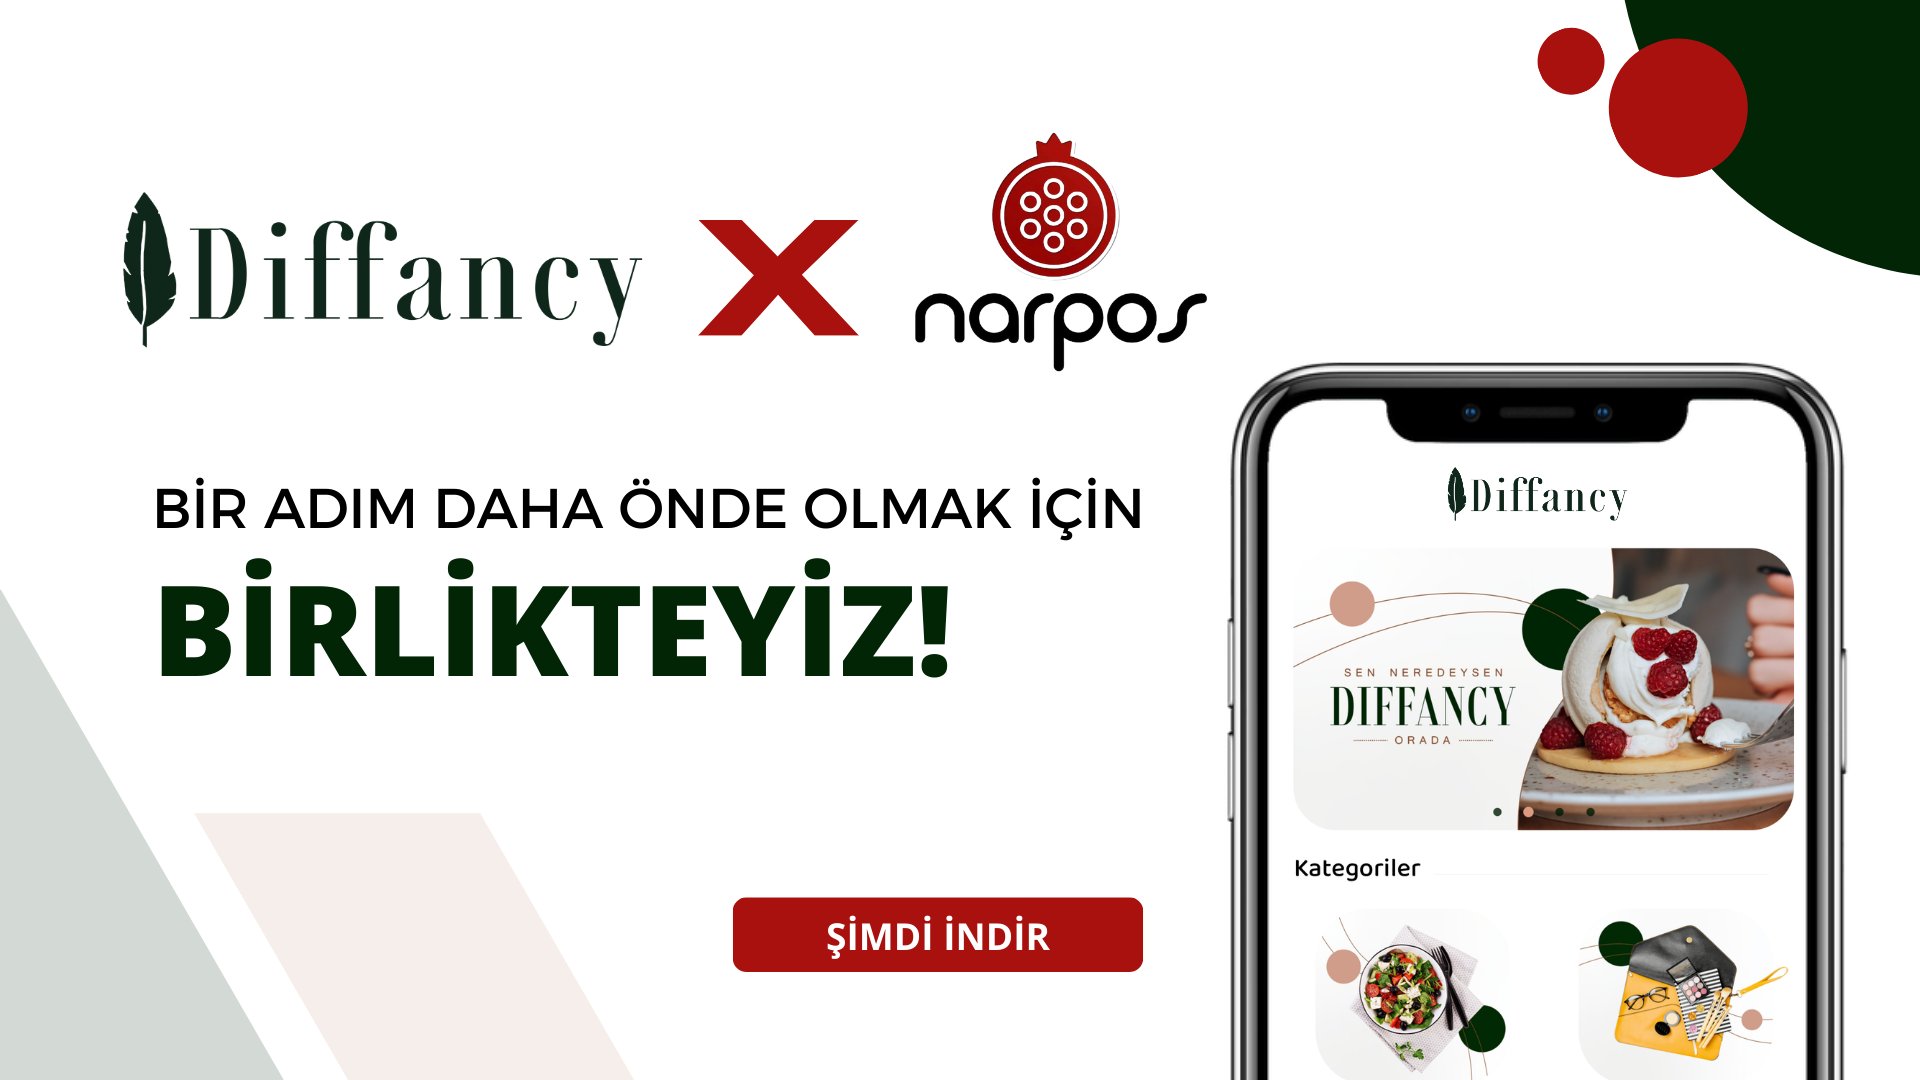 Diffancy X narpos
BİR ADIM DAHA ÖNDE OLMAK İÇİN
BİRLİKTEYİZ!
ŞİMDİ İNDİR
Diffancy
SEN NEREDEYSEN
DIFFANCY
ORADA
Kategoriler